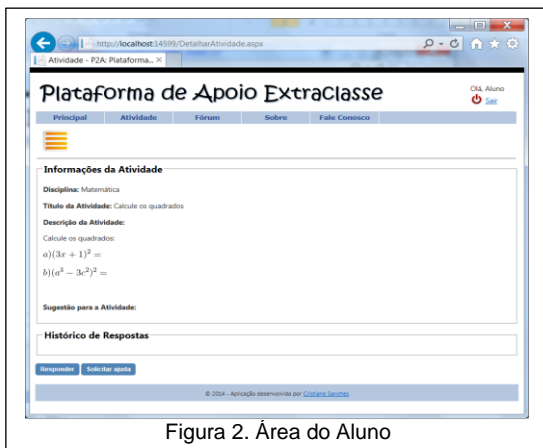 http://localhost:14599/DetalharAtividade.aspx
Atividade - P2A: Plataforma...
Plataforma de Apoio Extraclasse
Olá, Aluno
Sair
Principal Atividade Fórum Sobre Fale Conosco
Informações da Atividade
Disciplina: Matemática
Título da Atividade: Calcule os quadrados
Descrição da Atividade:
Calcule os quadrados:
a)(3x + 1)² =
b)(a³ − 3c²)² =
Sugestão para a Atividade:
Histórico de Respostas
Responder Solicitar ajuda
© 2014 - Aplicação desenvolvida por Cristiane Sanches
Figura 2. Área do Aluno